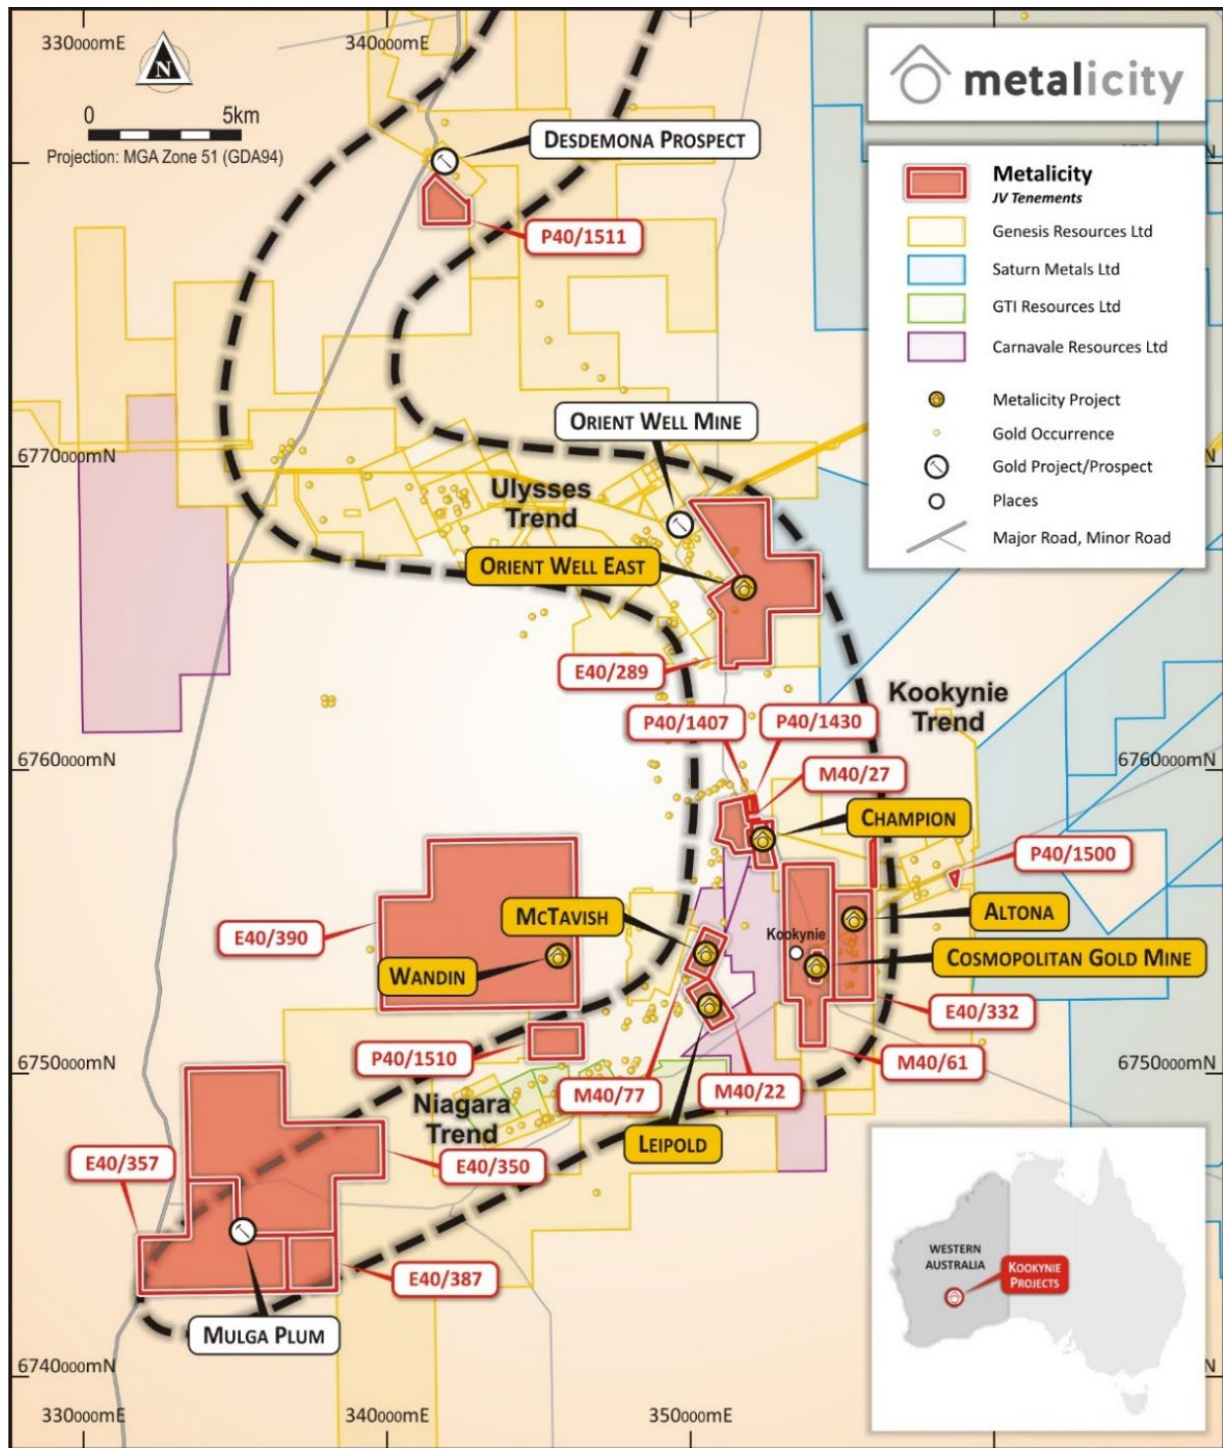 330000mE
340000mE
N
0 5km
Projection: MGA Zone 51 (GDA94)
metalicity
Metalicity
JV Tenements
Genesis Resources Ltd
Saturn Metals Ltd
GTI Resources Ltd
Carnavale Resources Ltd
Metalicity Project
Gold Occurrence
Gold Project/Prospect
Places
Major Road, Minor Road
DESDEMONA PROSPECT
P40/1511
ORIENT WELL MINE
6770000mN
Ulysses
Trend
ORIENT WELL EAST
E40/289
Kookynie
Trend
P40/1407
P40/1430
6760000mN
6760000mN
M40/27
CHAMPION
P40/1500
MCTAVISH
ALTONA
E40/390
Kookynie
WANDIN
COSMOPOLITAN GOLD MINE
E40/332
P40/1510
M40/61
6750000mN
6750000mN
M40/77
M40/22
Niagara
Trend
LEIPOLD
E40/357
E40/350
E40/387
MULGA PLUM
WESTERN
AUSTRALIA
KOOKYNIE
PROJECTS
6740000mN
330000mE
340000mE
350000mE